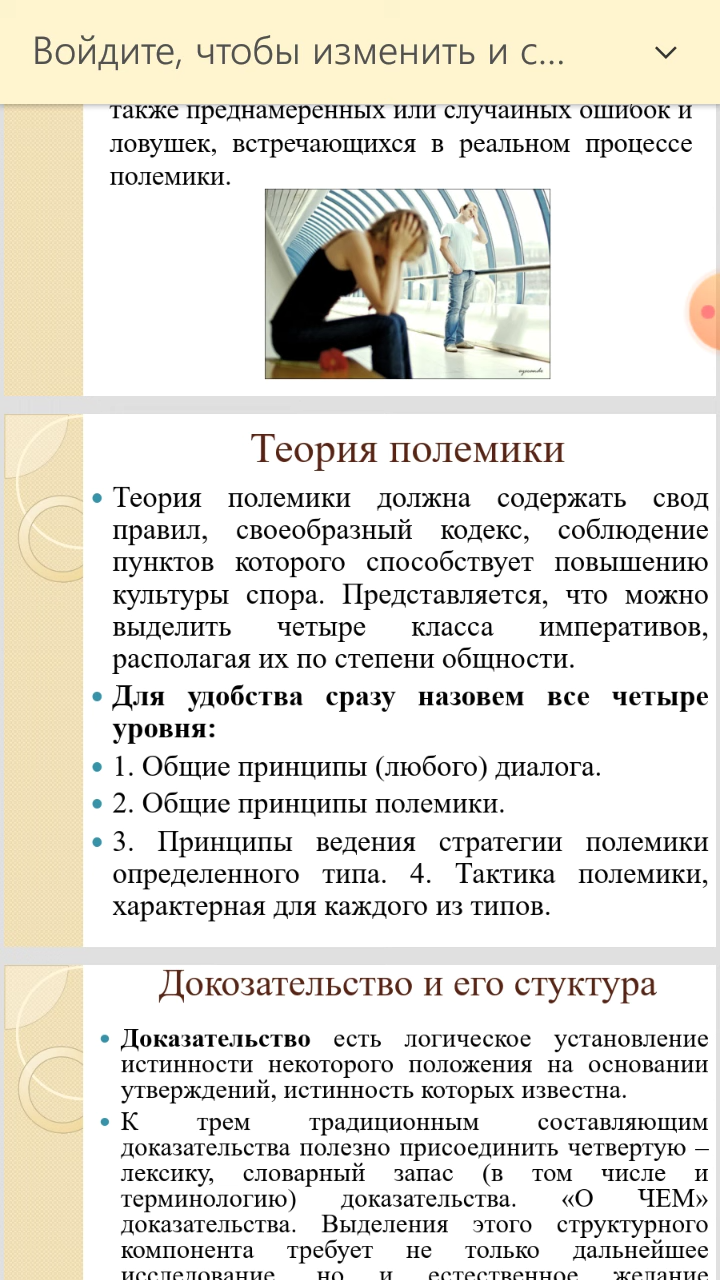 Войдите, чтобы изменить и с...
также преднамеренных или случайных ошибок и
ловушек, встречающихся в реальном процессе
полемики.
Теория полемики
• Теория полемики должна содержать свод
правил, своеобразный кодекс, соблюдение
пунктов которого способствует повышению
культуры спора. Представляется, что можно
выделить четыре класса императивов,
располагая их по степени общности.
• Для удобства сразу назовем все четыре
уровня:
• 1. Общие принципы (любого) диалога.
• 2. Общие принципы полемики.
• 3. Принципы ведения стратегии полемики
определенного типа. 4. Тактика полемики,
характерная для каждого из типов.
Докозательство и его стуктура
• Доказательство есть логическое установление
истинности некоторого положения на основании
утверждений, истинность которых известна.
• К трем традиционным составляющим
доказательства полезно присоединить четвертую –
лексику, словарный запас (в том числе и
терминологию) доказательства. «О ЧЕМ»
доказательства. Выделения этого структурного
компонента требует не только дальнейшее
исследование, но и естественное желание